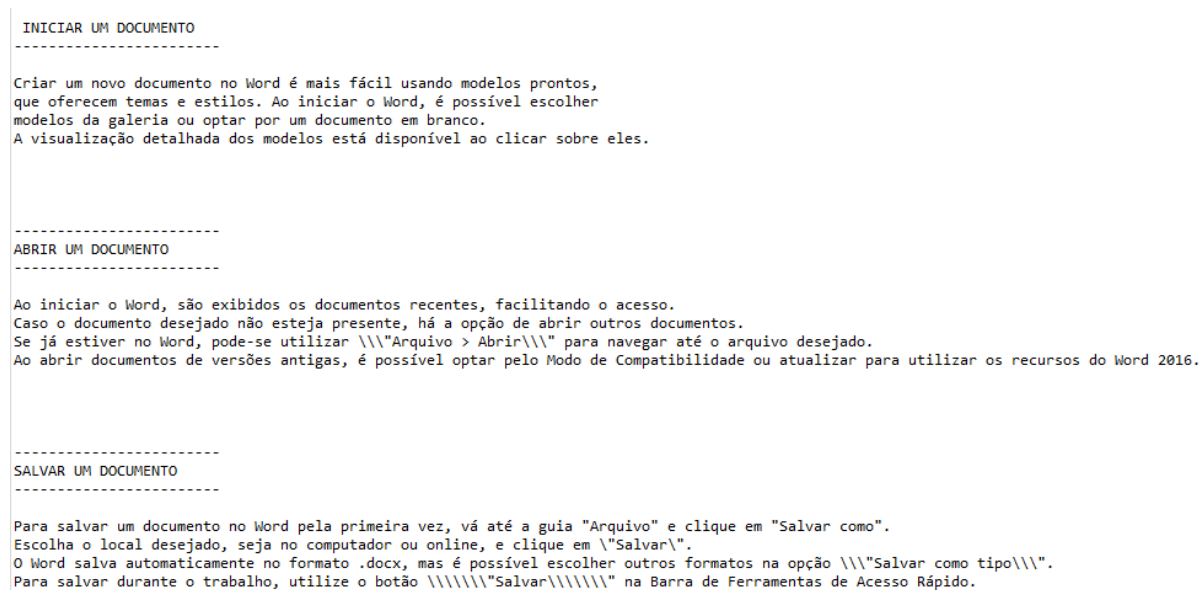 INICIAR UM DOCUMENTO
-------------------------
Criar um novo documento no Word é mais fácil usando modelos prontos,
que oferecem temas e estilos. Ao iniciar o Word, é possível escolher
modelos da galeria ou optar por um documento em branco.
A visualização detalhada dos modelos está disponível ao clicar sobre eles.
-------------------------
ABRIR UM DOCUMENTO
-------------------------
Ao iniciar o Word, são exibidos os documentos recentes, facilitando o acesso.
Caso o documento desejado não esteja presente, há a opção de abrir outros documentos.
Se já estiver no Word, pode-se utilizar \\\"Arquivo > Abrir\\\" para navegar até o arquivo desejado.
Ao abrir documentos de versões antigas, é possível optar pelo Modo de Compatibilidade ou atualizar para utilizar os recursos do Word 2016.
-------------------------
SALVAR UM DOCUMENTO
-------------------------
Para salvar um documento no Word pela primeira vez, vá até a guia "Arquivo" e clique em "Salvar como".
Escolha o local desejado, seja no computador ou online, e clique em \"Salvar\".
O Word salva automaticamente no formato .docx, mas é possível escolher outros formatos na opção \\\"Salvar como tipo\\\".
Para salvar durante o trabalho, utilize o botão \\\\\\\"Salvar\\\\\\\" na Barra de Ferramentas de Acesso Rápido.